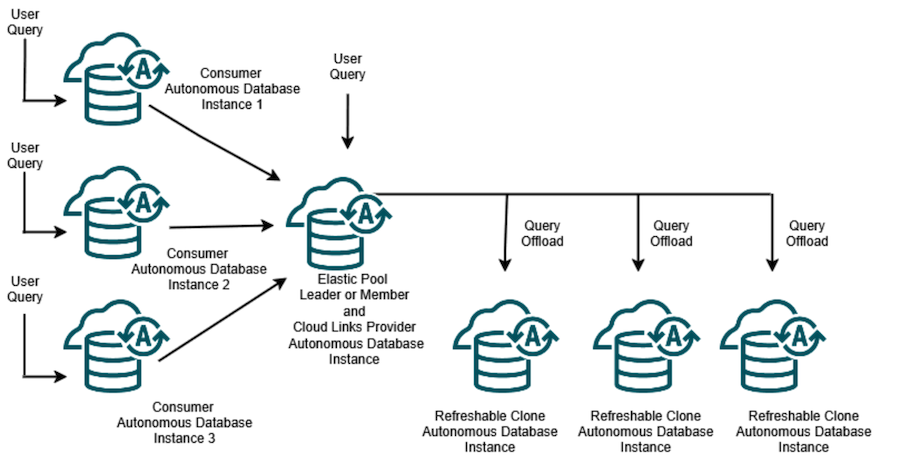 User
Query
Consumer
Autonomous Database
Instance 1
A
User
Query
User
Query
A
Consumer
Autonomous Database
Instance 2
A
Elastic Pool
Leader or Member
and
Cloud Links Provider
Autonomous Database
Instance
Query
Offload
Query
Offload
Query
Offload
User
Query
A
Consumer
Autonomous Database
Instance 3
A
Refreshable Clone
Autonomous Database
Instance
A
Refreshable Clone
Autonomous Database
Instance
A
Refreshable Clone
Autonomous Database
Instance